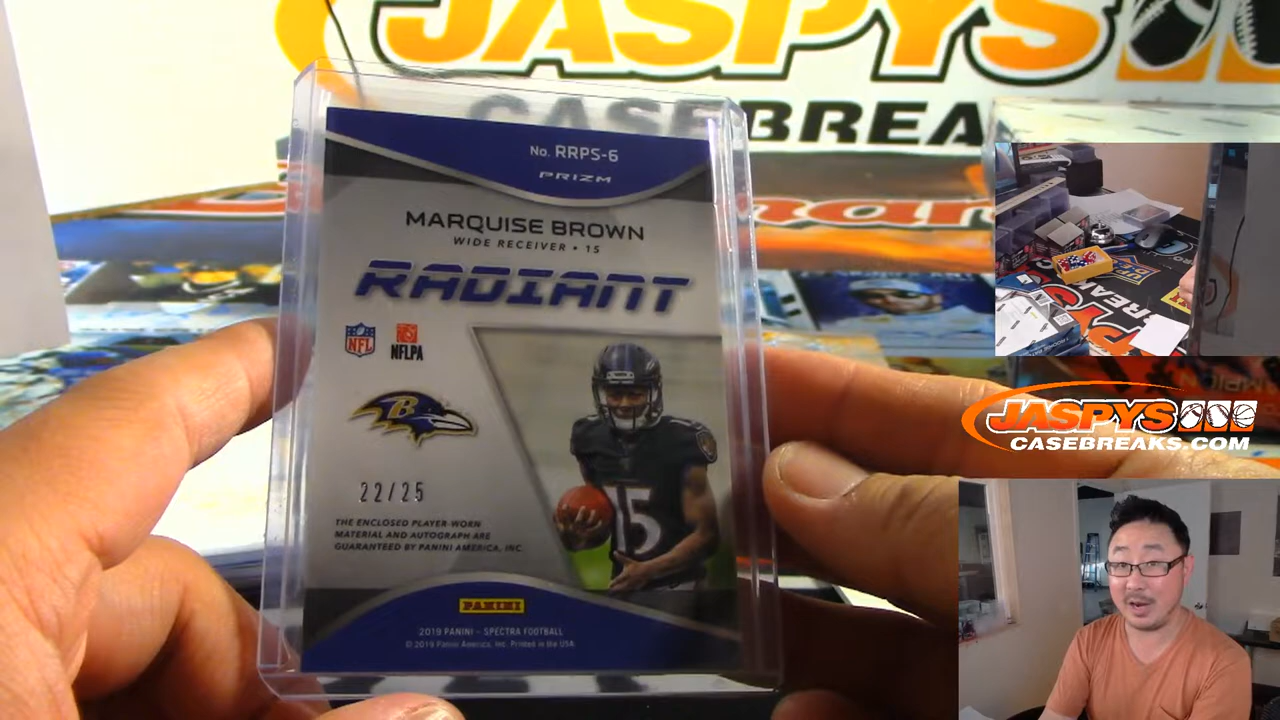 JASPYS
CASEBREA
No. RRPS-6
PRIZM
MARQUISE BROWN
WIDE RECEIVER • 15
RADIANT
NFL
NFLPA
B
15
22/25
THE ENCLOSED PLAYER-WORN
MATERIAL AND AUTOGRAPH ARE
GUARANTEED BY PANINI AMERICA, INC.
PANINI
2019 PANINI – SPECTRA FOOTBALL
© 2019 Panini America, Inc. Printed in the USA.
JASPYS
CASEBREAKS.COM